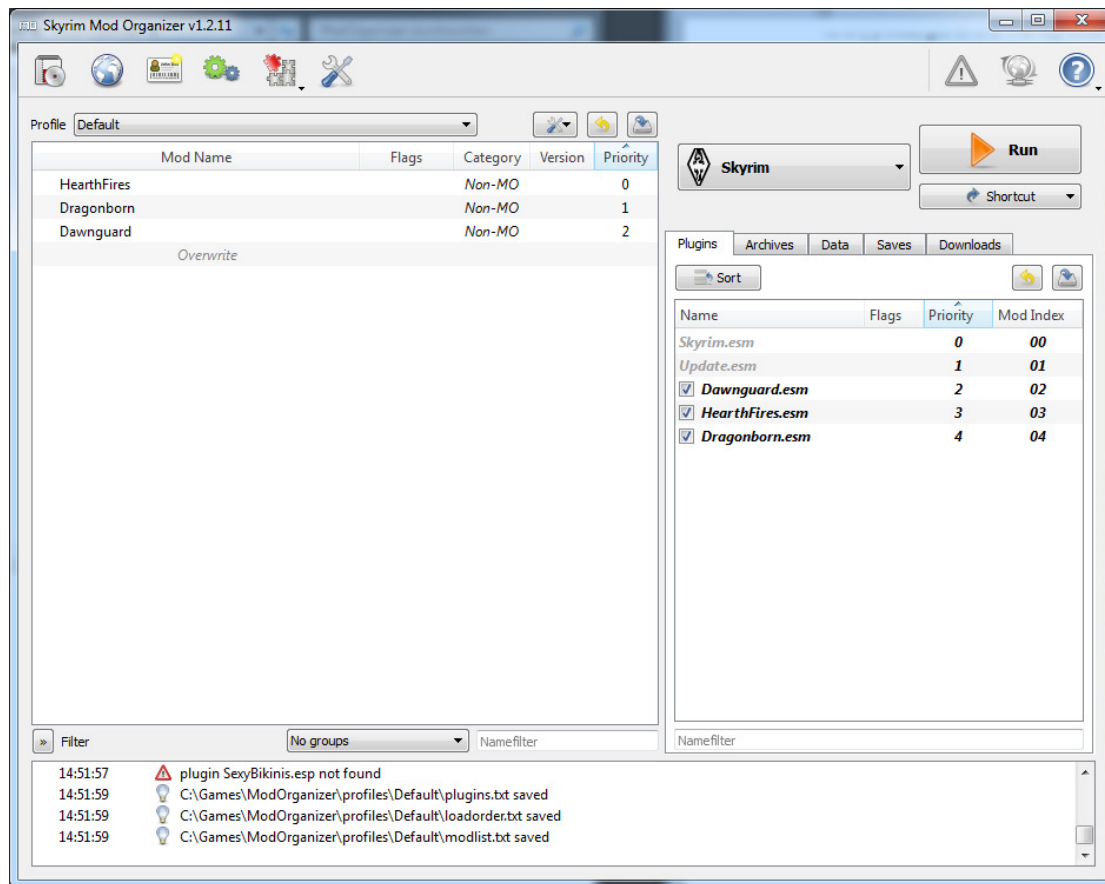 Skyrim Mod Organizer v1.2.11
Profile Default
Mod Name Flags Category Version Priority
HearthFires Non-MO 0
Dragonborn Non-MO 1
Dawnguard Non-MO 2
Overwrite
Skyrim
Run
Shortcut
Plugins Archives Data Saves Downloads
Sort
Name Flags Priority Mod Index
Skyrim.esm 0 00
Update.esm 1 01
Dawnguard.esm 2 02
HearthFires.esm 3 03
Dragonborn.esm 4 04
» Filter No groups Namefilter
Namefilter
14:51:57 plugin SexyBikinis.esp not found
14:51:59 C:\Games\ModOrganizer\profiles\Default\plugins.txt saved
14:51:59 C:\Games\ModOrganizer\profiles\Default\loadorder.txt saved
14:51:59 C:\Games\ModOrganizer\profiles\Default\modlist.txt saved